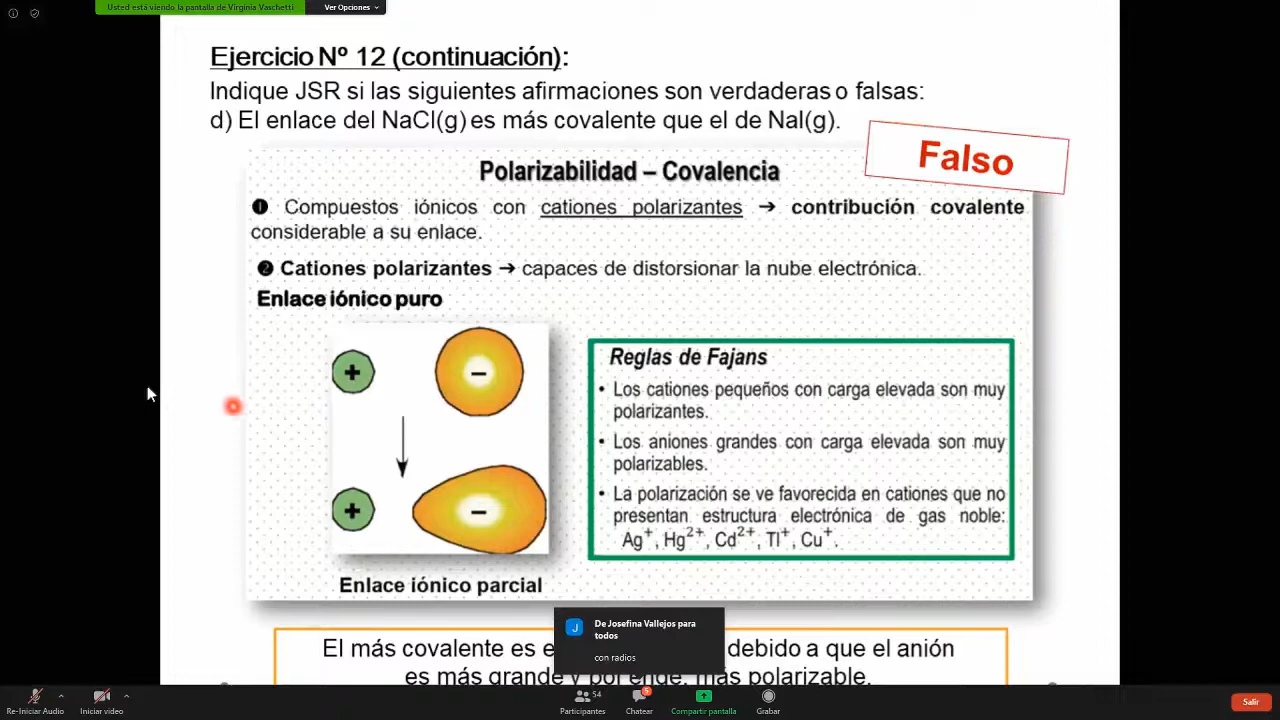 Usted está viendo la pantalla de Virginia Vaschetti
Ver Opciones
Ejercicio Nº 12 (continuación):
Indique JSR si las siguientes afirmaciones son verdaderas o falsas:
d) El enlace del NaCl(g) es más covalente que el de NaI(g).
Falso
Polarizabilidad – Covalencia
❶ Compuestos iónicos con cationes polarizantes → contribución covalente
considerable a su enlace.
❷ Cationes polarizantes → capaces de distorsionar la nube electrónica.
Enlace iónico puro
+
–
+
–
Enlace iónico parcial
Reglas de Fajans
• Los cationes pequeños con carga elevada son muy
polarizantes.
• Los aniones grandes con carga elevada son muy
polarizables.
• La polarización se ve favorecida en cationes que no
presentan estructura electrónica de gas noble:
Ag⁺, Hg²⁺, Cd²⁺, Tl⁺, Cu⁺.
El más covalente es debido a que el anión
es más grande y por ende, más polarizable.
J
De Josefina Vallejos para
todos
con radios
Re-Iniciar Audio
Iniciar video
54
Participantes
5
Chatear
Compartir pantalla
Grabar
Salir